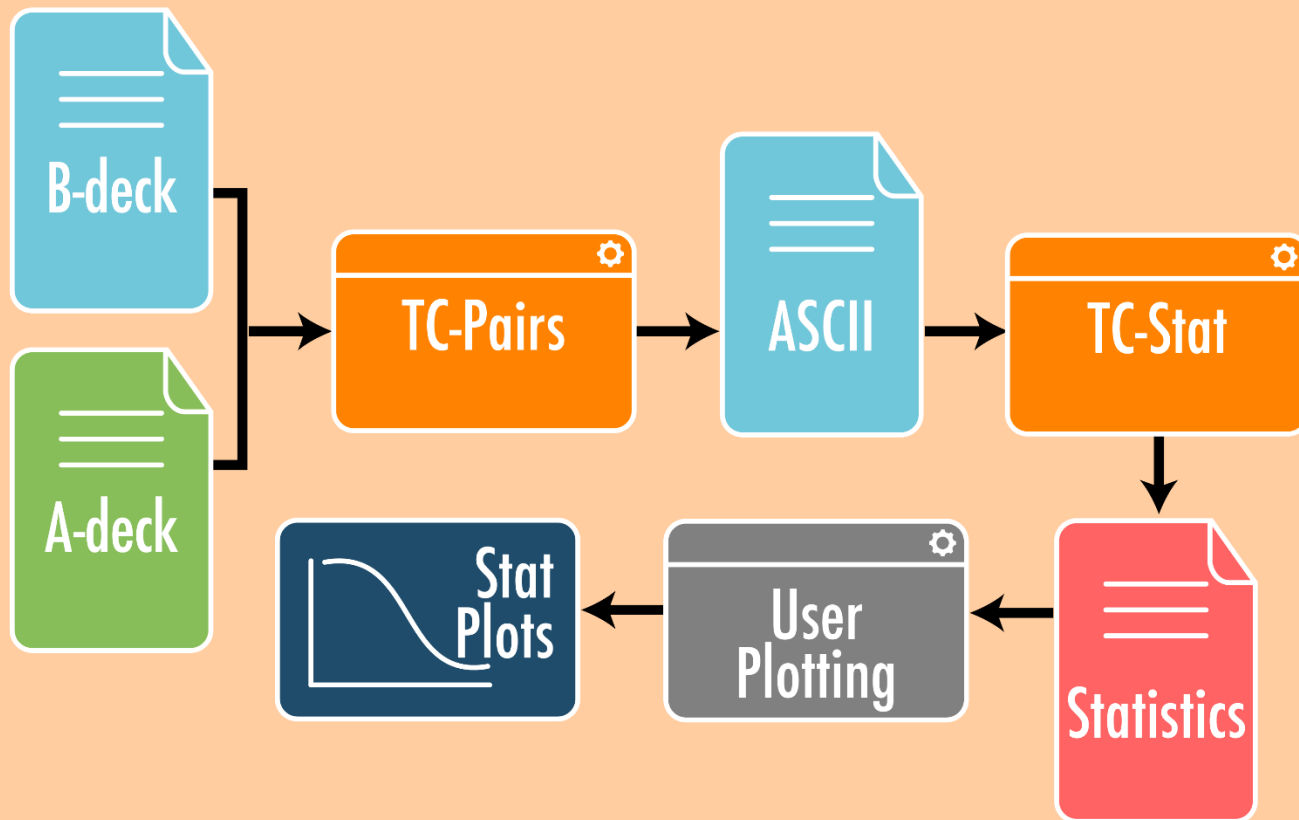 B-deck
A-deck
TC-Pairs
ASCII
TC-Stat
Statistics
User
Plotting
Stat
Plots